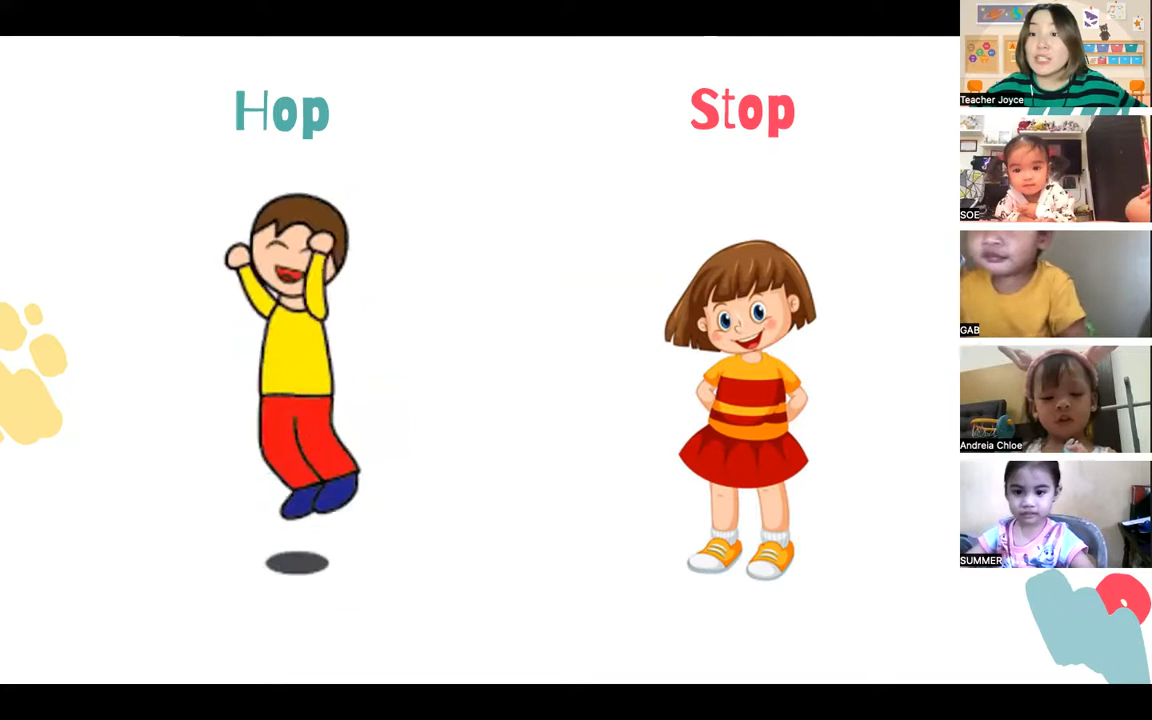 Hop
Stop
Teacher Joyce
SOE
GAB
Andreia Chloe
SUMMER